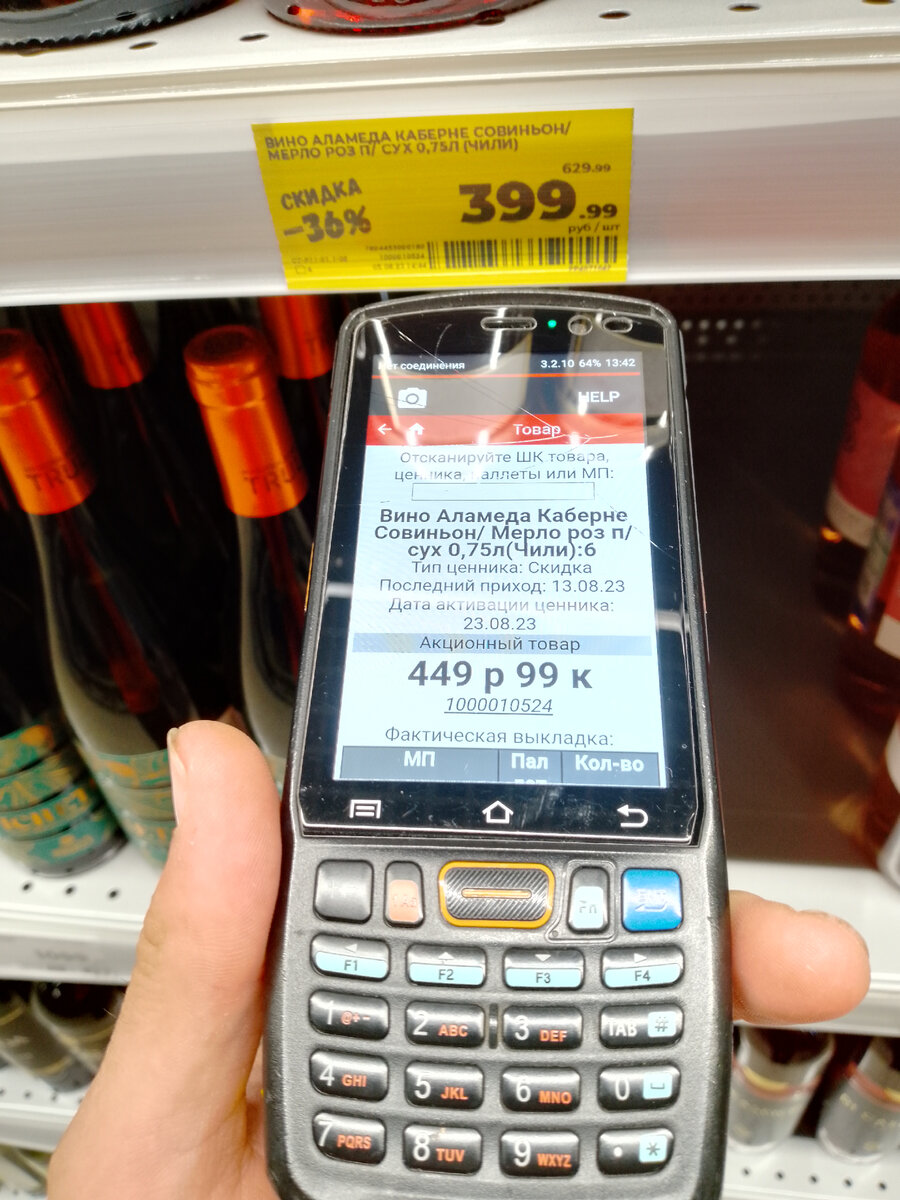 ВИНО АЛАМЕДА КАБЕРНЕ СОВИНЬОН/
МЕРЛО РОЗ П/ СУХ 0,75Л (ЧИЛИ)
629.99
СКИДКА
-36%
399.99
руб / шт
1000010524
Нет соединения 3.2.10 64% 13:42
HELP
Товар
Отсканируйте ШК товара,
ценника, паллеты или МП:
Вино Аламеда Каберне
Совиньон/ Мерло роз п/
сух 0,75л(Чили):6
Тип ценника: Скидка
Последний приход: 13.08.23
Дата активации ценника:
23.08.23
Акционный товар
449 р 99 к
1000010524
Фактическая выкладка:
МП Пал Кол-во
Fn
F1 F2 F3 F4
1 @+- 2 ABC 3 DEF TAB #
4 GHI 5 JKL 6 MNO 0
7 PQRS 8 TUV 9 WXYZ . *